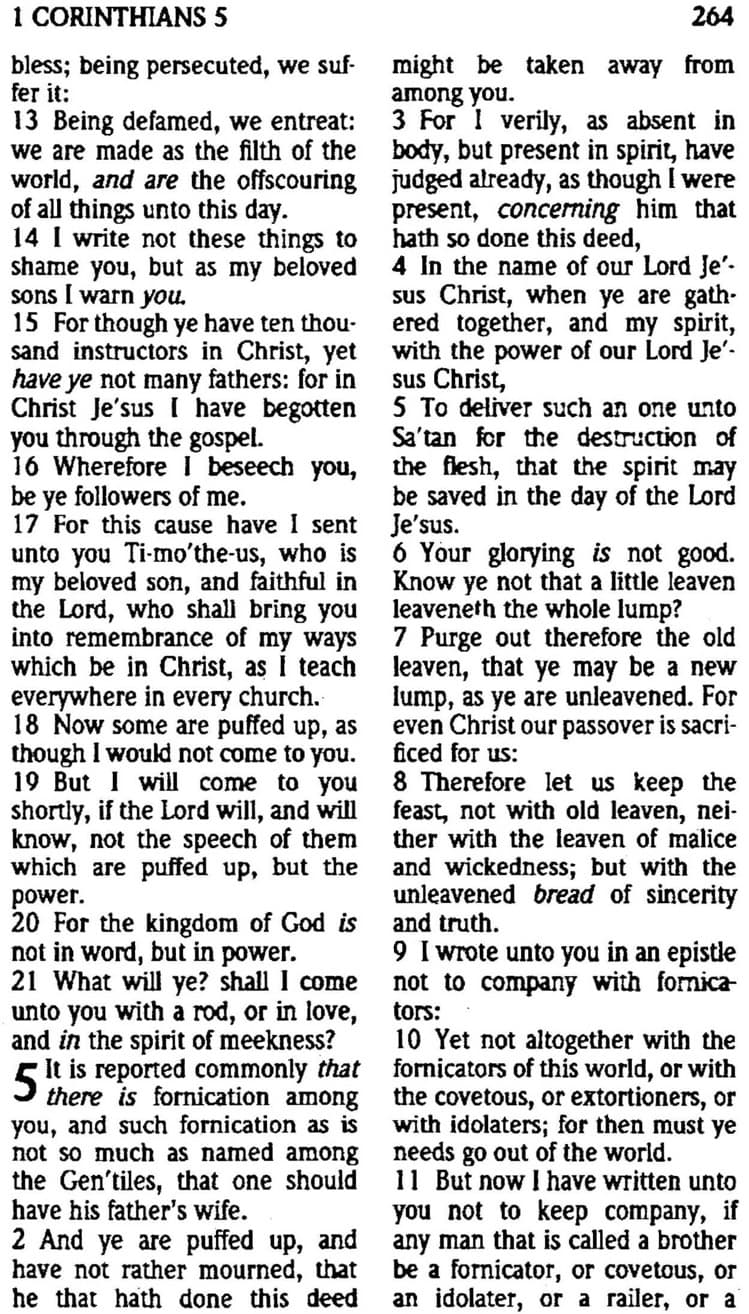 1 CORINTHIANS 5
264
bless; being persecuted, we suf-
fer it:
13 Being defamed, we entreat:
we are made as the filth of the
world, and are the offscouring
of all things unto this day.
14 I write not these things to
shame you, but as my beloved
sons I warn you.
15 For though ye have ten thou-
sand instructors in Christ, yet
have ye not many fathers: for in
Christ Je'sus I have begotten
you through the gospel.
16 Wherefore I beseech you,
be ye followers of me.
17 For this cause have I sent
unto you Ti-mo'the-us, who is
my beloved son, and faithful in
the Lord, who shall bring you
into remembrance of my ways
which be in Christ, as I teach
everywhere in every church.
18 Now some are puffed up, as
though I would not come to you.
19 But I will come to you
shortly, if the Lord will, and will
know, not the speech of them
which are puffed up, but the
power.
20 For the kingdom of God is
not in word, but in power.
21 What will ye? shall I come
unto you with a rod, or in love,
and in the spirit of meekness?
5 It is reported commonly that
there is fornication among
you, and such fornication as is
not so much as named among
the Gen'tiles, that one should
have his father's wife.
2 And ye are puffed up, and
have not rather mourned, that
he that hath done this deed
might be taken away from
among you.
3 For I verily, as absent in
body, but present in spirit, have
judged already, as though I were
present, concerning him that
hath so done this deed,
4 In the name of our Lord Je'-
sus Christ, when ye are gath-
ered together, and my spirit,
with the power of our Lord Je'-
sus Christ,
5 To deliver such an one unto
Sa'tan for the destruction of
the flesh, that the spirit may
be saved in the day of the Lord
Je'sus.
6 Your glorying is not good.
Know ye not that a little leaven
leaveneth the whole lump?
7 Purge out therefore the old
leaven, that ye may be a new
lump, as ye are unleavened. For
even Christ our passover is sacri-
ficed for us:
8 Therefore let us keep the
feast, not with old leaven, nei-
ther with the leaven of malice
and wickedness; but with the
unleavened bread of sincerity
and truth.
9 I wrote unto you in an epistle
not to company with fornica-
tors:
10 Yet not altogether with the
fornicators of this world, or with
the covetous, or extortioners, or
with idolaters; for then must ye
needs go out of the world.
11 But now I have written unto
you not to keep company, if
any man that is called a brother
be a fornicator, or covetous, or
an idolater, or a railer, or a